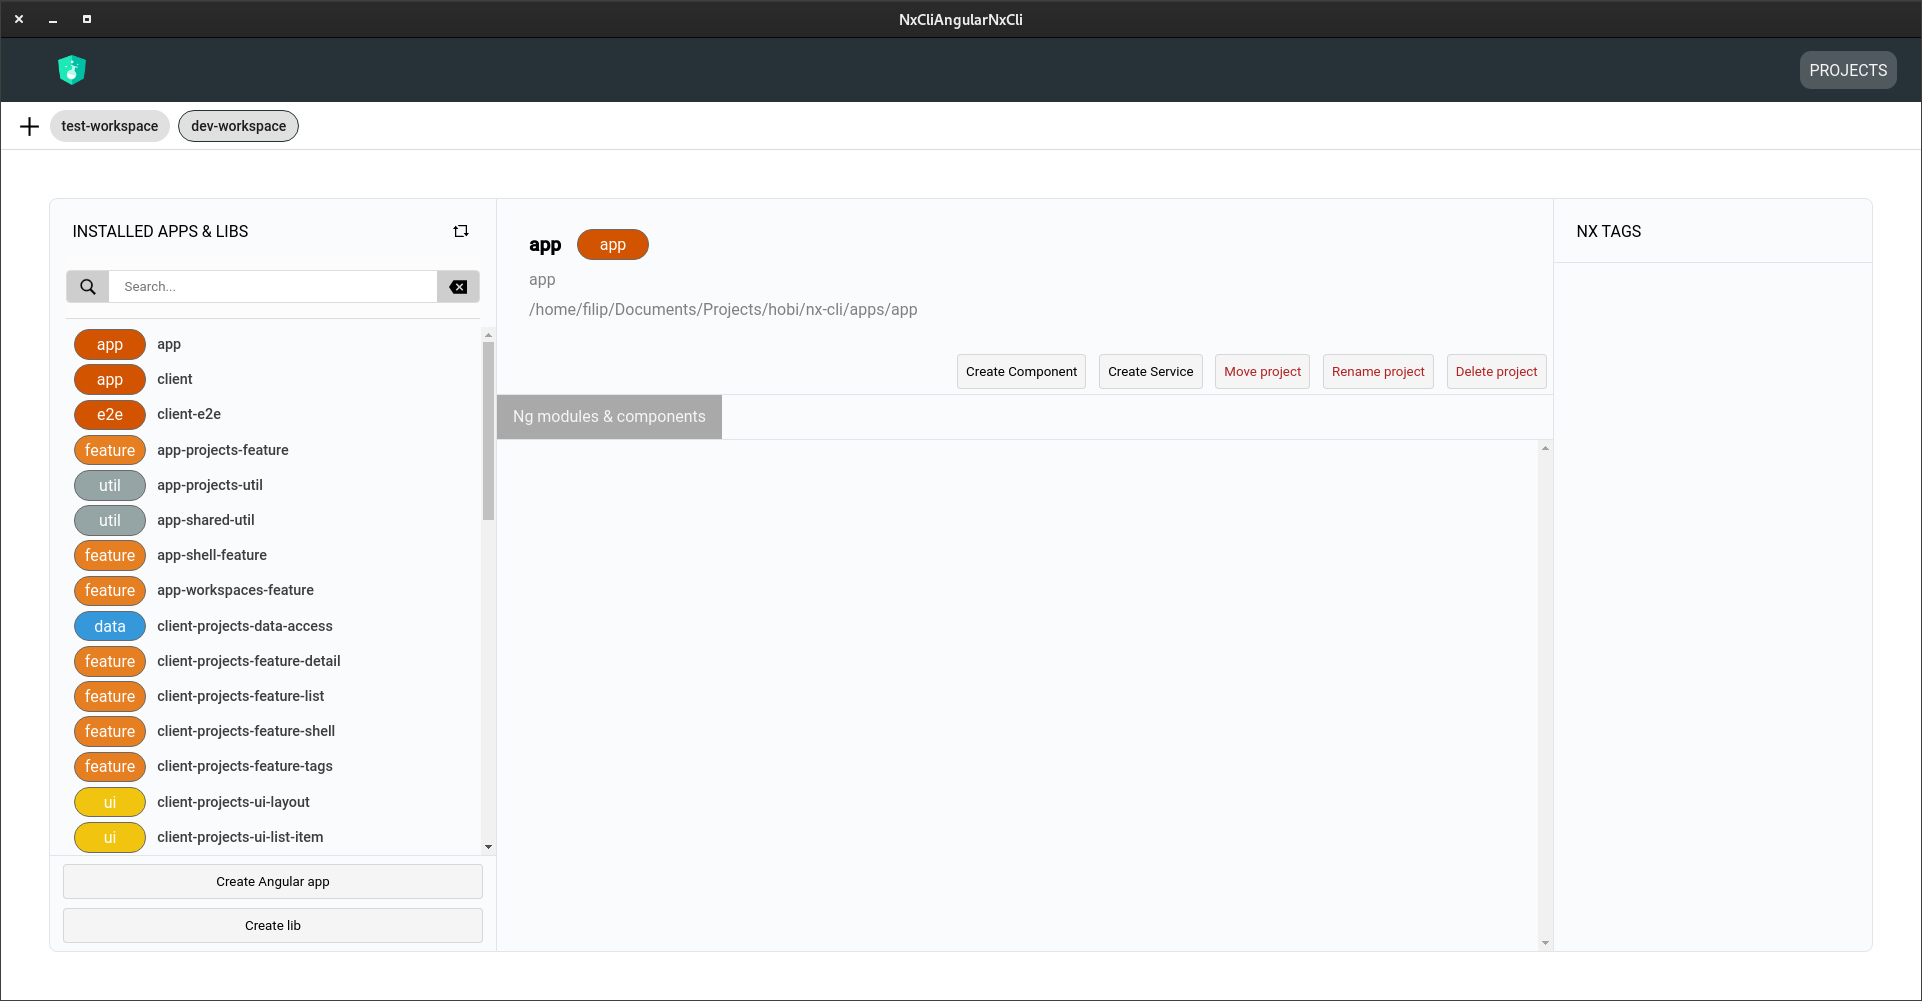 NxCliAngularNxCli
PROJECTS
test-workspace
dev-workspace
INSTALLED APPS & LIBS
Search...
app app
app client
e2e client-e2e
feature app-projects-feature
util app-projects-util
util app-shared-util
feature app-shell-feature
feature app-workspaces-feature
data client-projects-data-access
feature client-projects-feature-detail
feature client-projects-feature-list
feature client-projects-feature-shell
feature client-projects-feature-tags
ui client-projects-ui-layout
ui client-projects-ui-list-item
Create Angular app
Create lib
app app
app
/home/filip/Documents/Projects/hobi/nx-cli/apps/app
Create Component
Create Service
Move project
Rename project
Delete project
Ng modules & components
NX TAGS